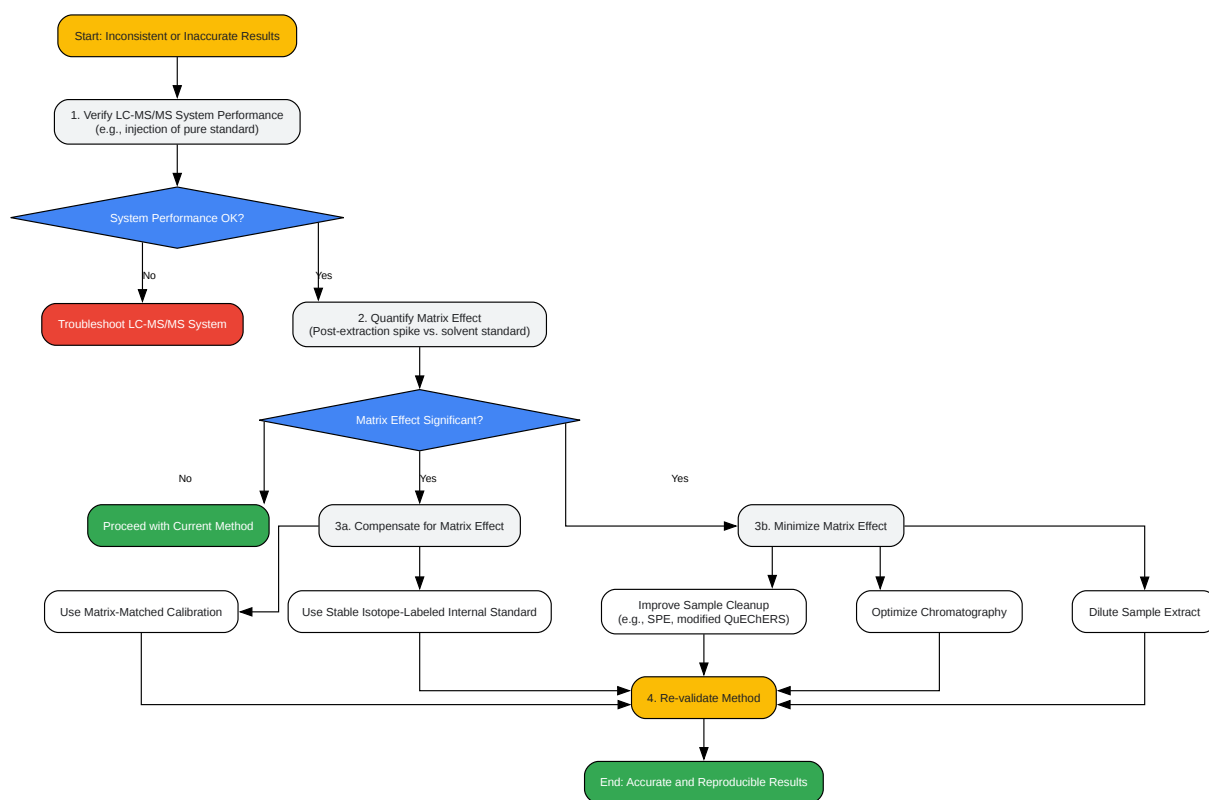 Start: Inconsistent or Inaccurate Results
1. Verify LC-MS/MS System Performance
(e.g., injection of pure standard)
System Performance OK?
No
Yes
Troubleshoot LC-MS/MS System
2. Quantify Matrix Effect
(Post-extraction spike vs. solvent standard)
Matrix Effect Significant?
No
Yes
Yes
Proceed with Current Method
3a. Compensate for Matrix Effect
3b. Minimize Matrix Effect
Use Matrix-Matched Calibration
Use Stable Isotope-Labeled Internal Standard
Improve Sample Cleanup
(e.g., SPE, modified QuEChERS)
Optimize Chromatography
Dilute Sample Extract
4. Re-validate Method
End: Accurate and Reproducible Results